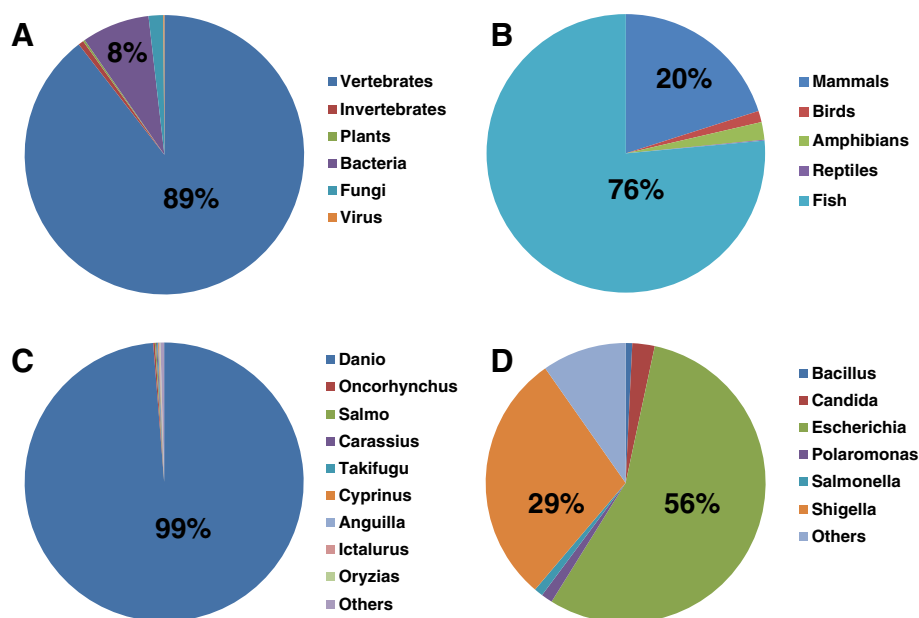 A
8%
89%
Vertebrates
Invertebrates
Plants
Bacteria
Fungi
Virus
B
20%
76%
Mammals
Birds
Amphibians
Reptiles
Fish
C
99%
Danio
Oncorhynchus
Salmo
Carassius
Takifugu
Cyprinus
Anguilla
Ictalurus
Oryzias
Others
D
29%
56%
Bacillus
Candida
Escherichia
Polaromonas
Salmonella
Shigella
Others